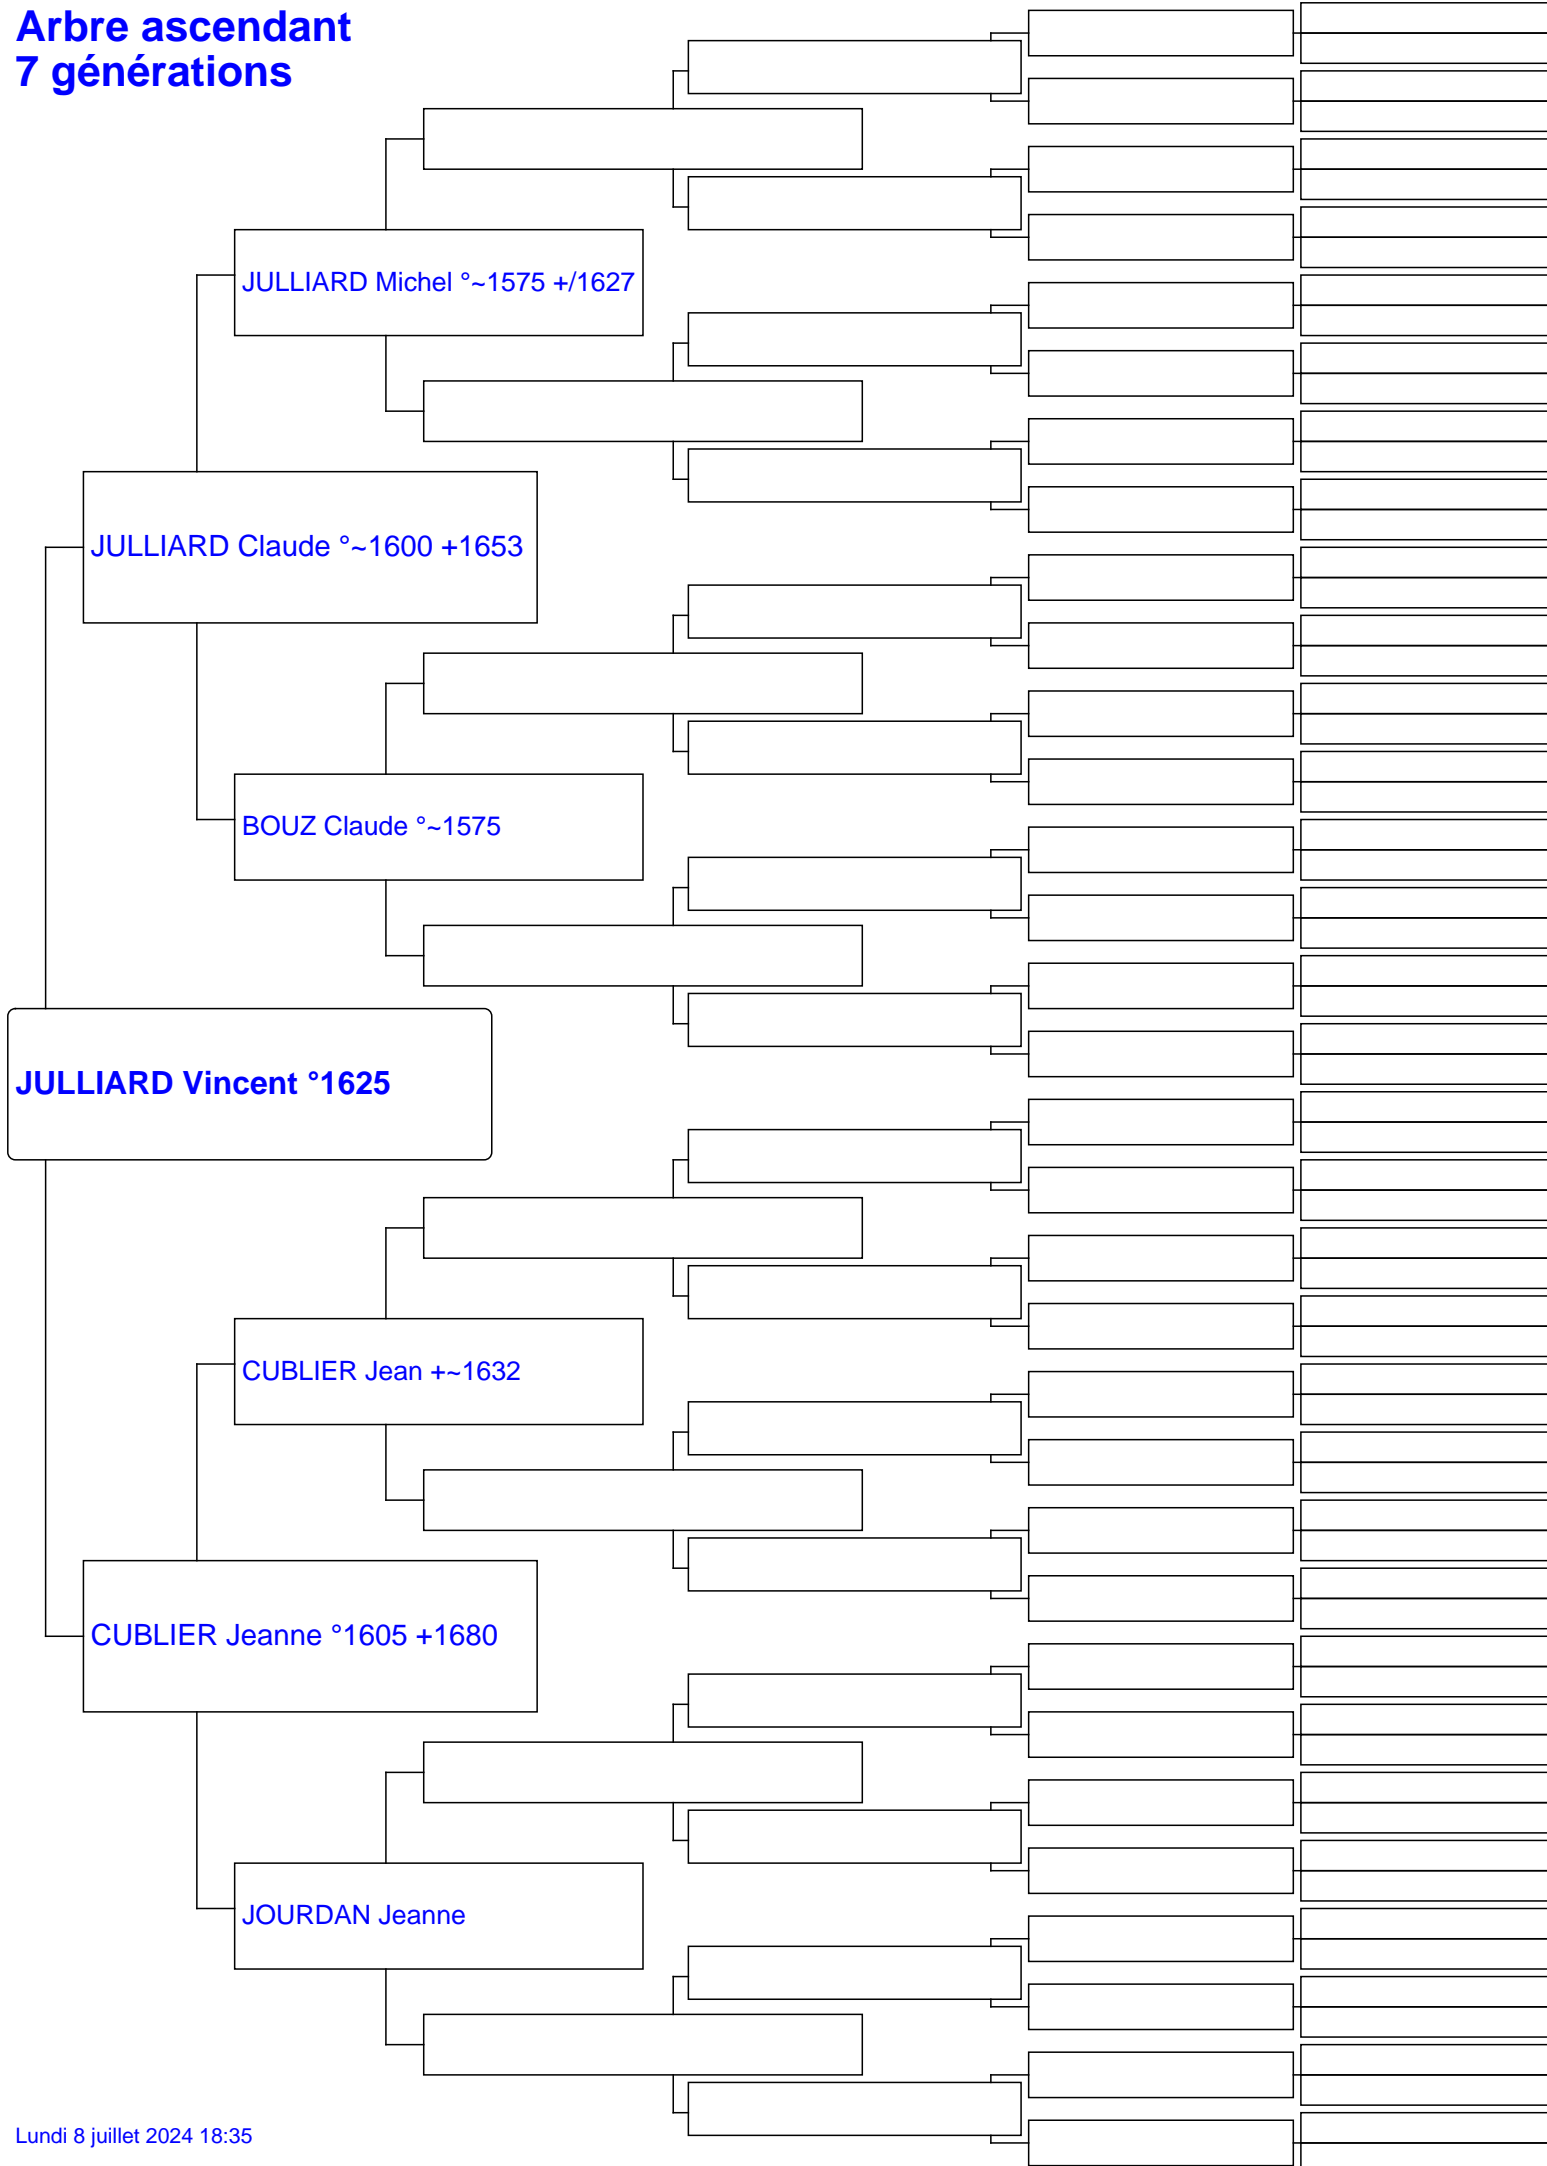 Arbre ascendant
7 générations
JULLIARD Michel °~1575 +/1627
JULLIARD Claude °~1600 +1653
BOUZ Claude °~1575
JULLIARD Vincent °1625
CUBLIER Jean +~1632
CUBLIER Jeanne °1605 +1680
JOURDAN Jeanne
Lundi 8 juillet 2024 18:35